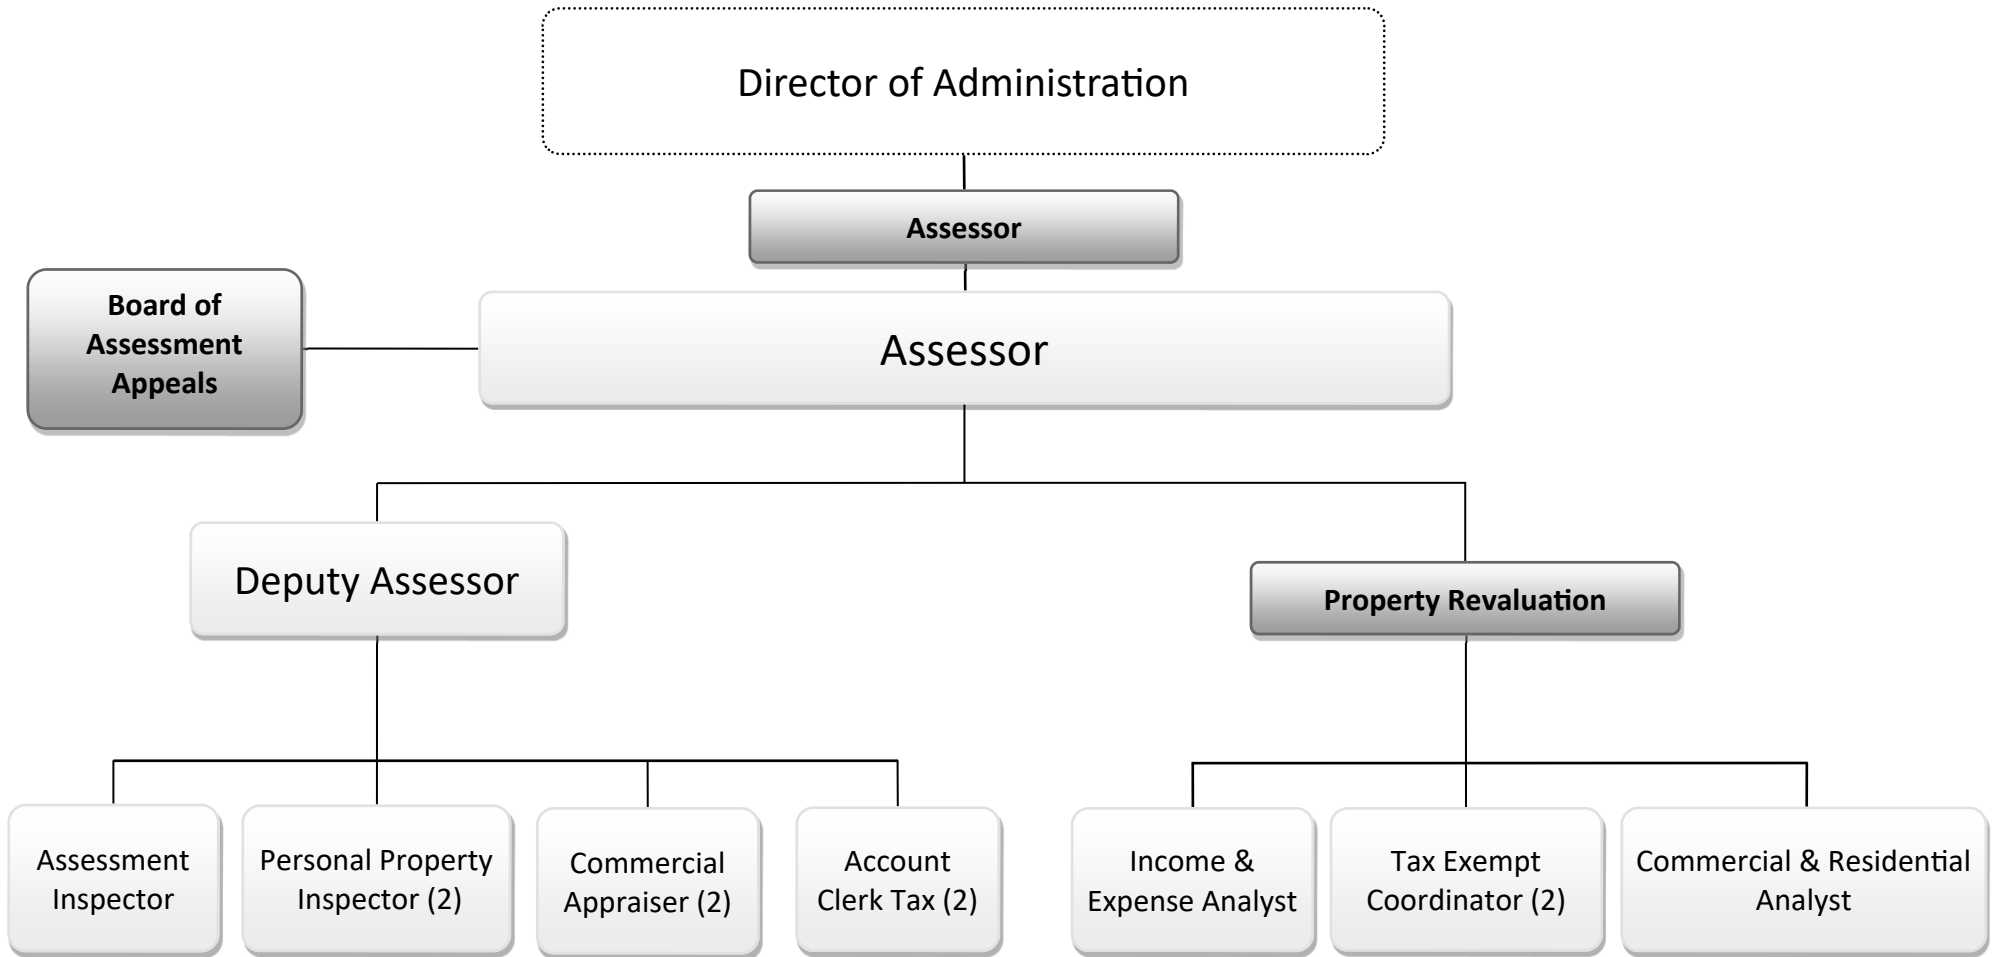 Director of Administration
Assessor
Board of
Assessment
Appeals
Assessor
Deputy Assessor
Property Revaluation
Assessment
Inspector
Personal Property
Inspector (2)
Commercial
Appraiser (2)
Account
Clerk Tax (2)
Income &
Expense Analyst
Tax Exempt
Coordinator (2)
Commercial & Residential
Analyst